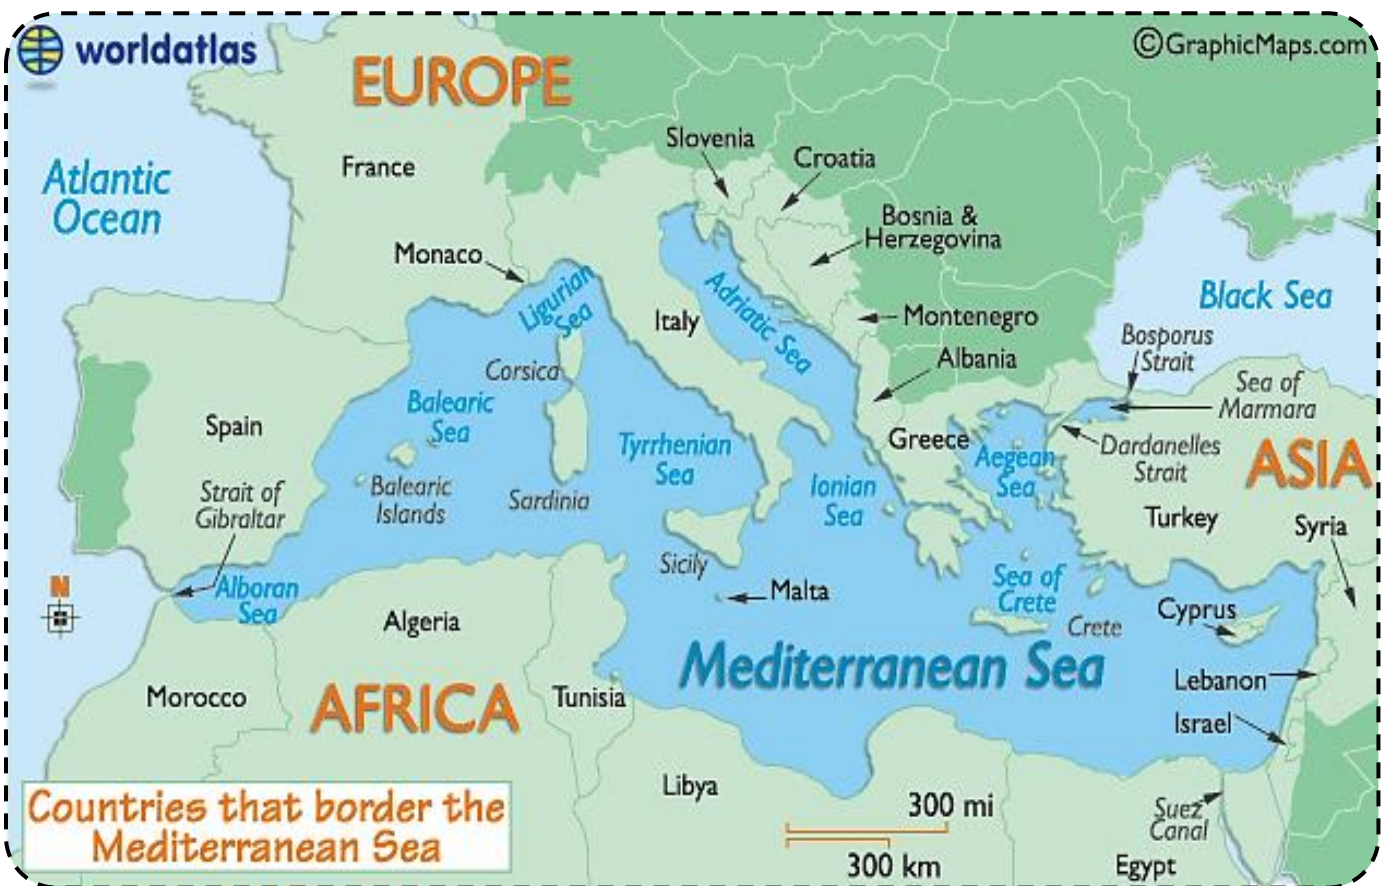 worldatlas
©GraphicMaps.com
EUROPE
Slovenia
Croatia
France
Atlantic
Ocean
Bosnia &
Herzegovina
Monaco
Ligurian
Sea
Adriatic Sea
Black Sea
Italy
Montenegro
Bosporus
Strait
Albania
Corsica
Sea of
Marmara
Balearic
Sea
Spain
Tyrrhenian
Sea
Greece
Aegean
Sea
Dardanelles
Strait
ASIA
Strait of
Gibraltar
Balearic
Islands
Sardinia
Ionian
Sea
Turkey
Syria
Sicily
N
Alboran
Sea
Malta
Sea of
Crete
Crete
Cyprus
Algeria
Mediterranean Sea
Lebanon
Morocco
AFRICA
Tunisia
Israel
Libya
Countries that border the
Mediterranean Sea
300 mi
300 km
Suez
Canal
Egypt